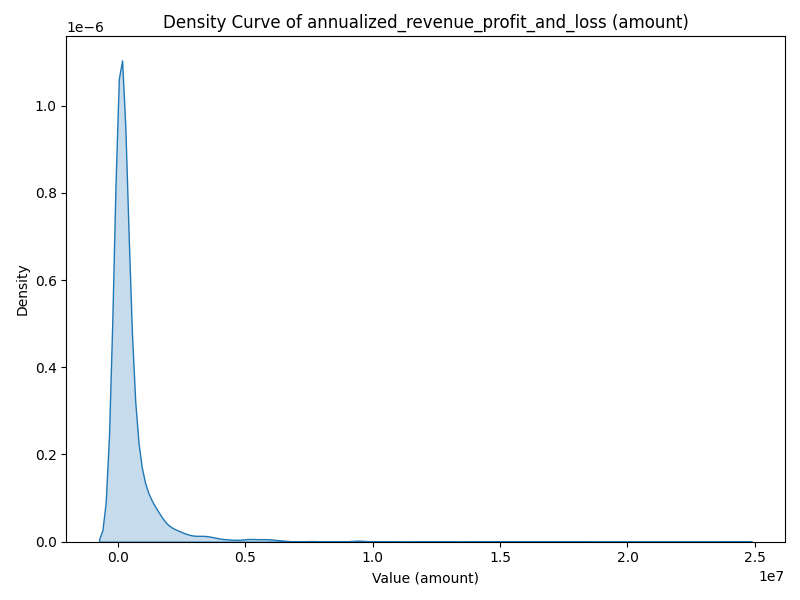 Density Curve of annualized_revenue_profit_and_loss (amount)
1e−6
1.0
0.8
0.6
0.4
0.2
0.0
Density
0.0 0.5 1.0 1.5 2.0 2.5
1e7
Value (amount)